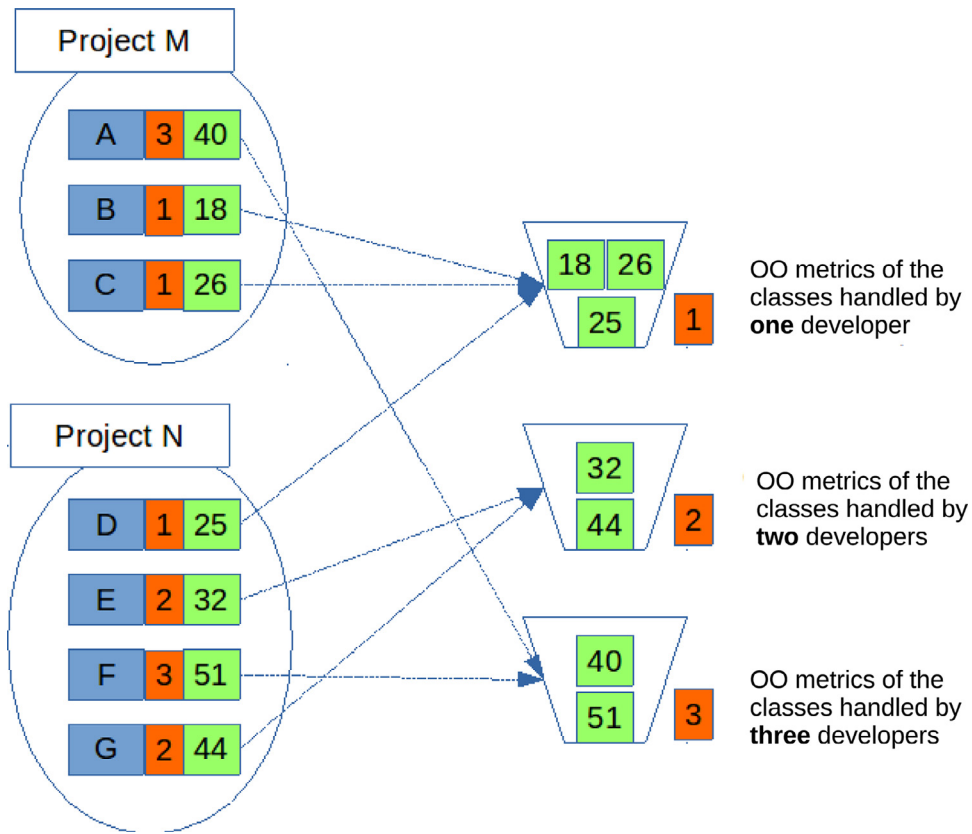 Project M
A 3 40
B 1 18
C 1 26
Project N
D 1 25
E 2 32
F 3 51
G 2 44
18 26
25
1
OO metrics of the
classes handled by
one developer
32
44
2
OO metrics of the
classes handled by
two developers
40
51
3
OO metrics of the
classes handled by
three developers